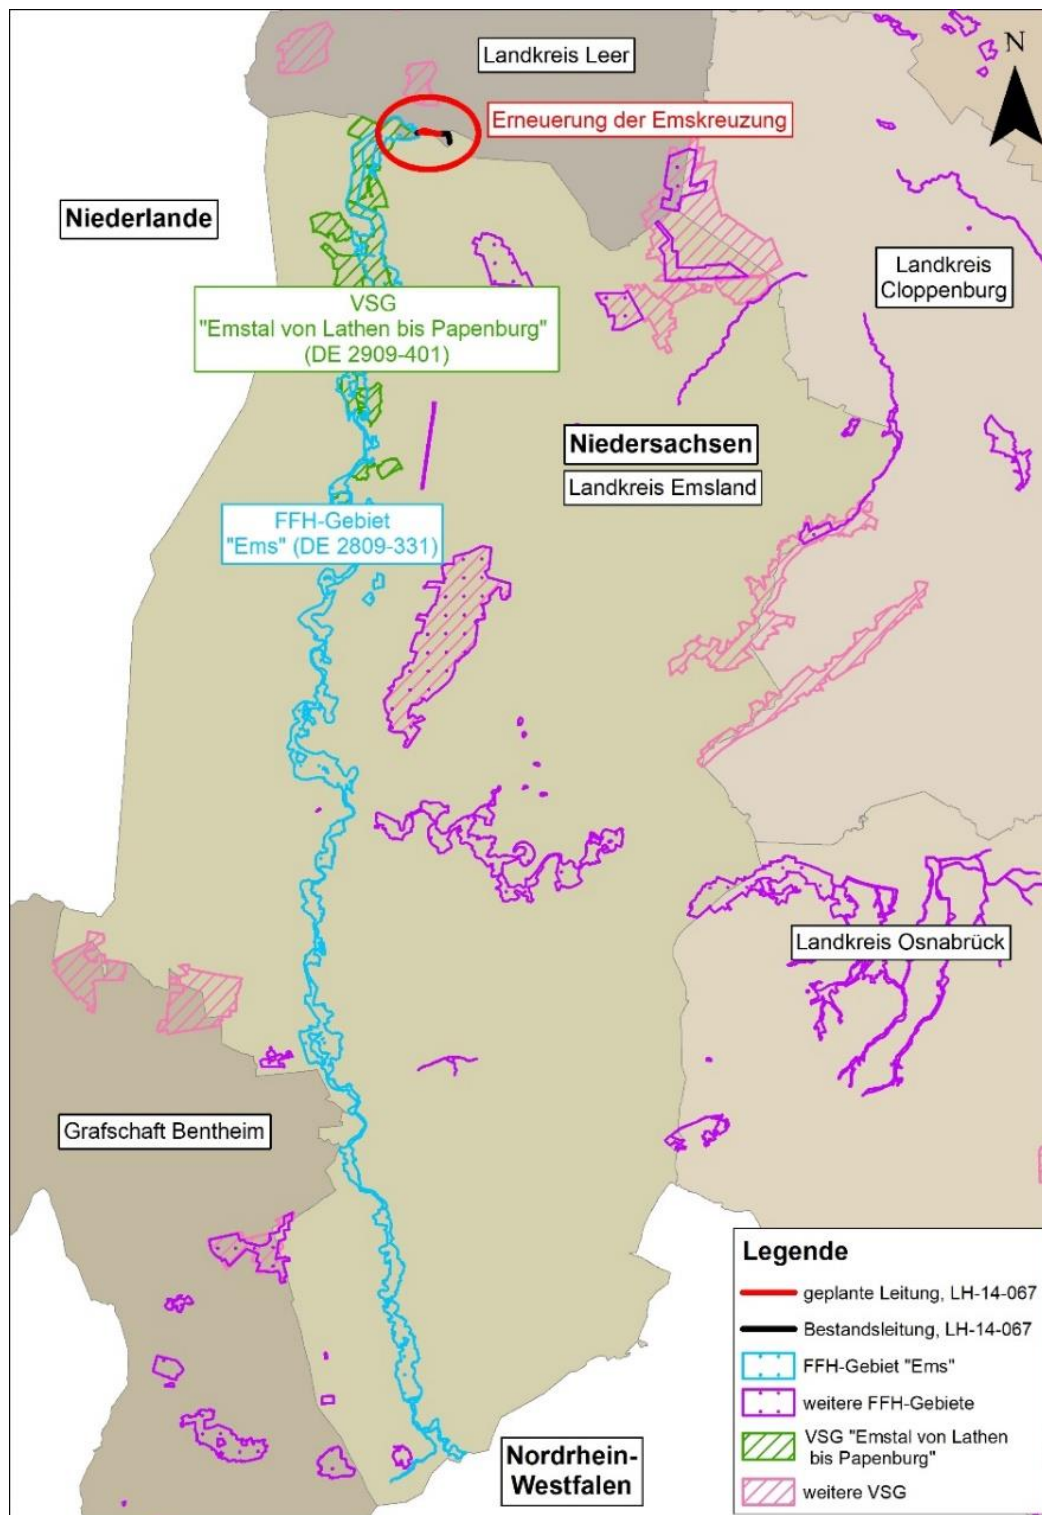 Landkreis Leer
N
Erneuerung der Emskreuzung
Niederlande
Landkreis
Cloppenburg
VSG
"Emstal von Lathen bis Papenburg"
(DE 2909-401)
Niedersachsen
Landkreis Emsland
FFH-Gebiet
"Ems" (DE 2809-331)
Landkreis Osnabrück
Grafschaft Bentheim
Nordrhein-
Westfalen
Legende
geplante Leitung, LH-14-067
Bestandsleitung, LH-14-067
FFH-Gebiet "Ems"
weitere FFH-Gebiete
VSG "Emstal von Lathen
bis Papenburg"
weitere VSG